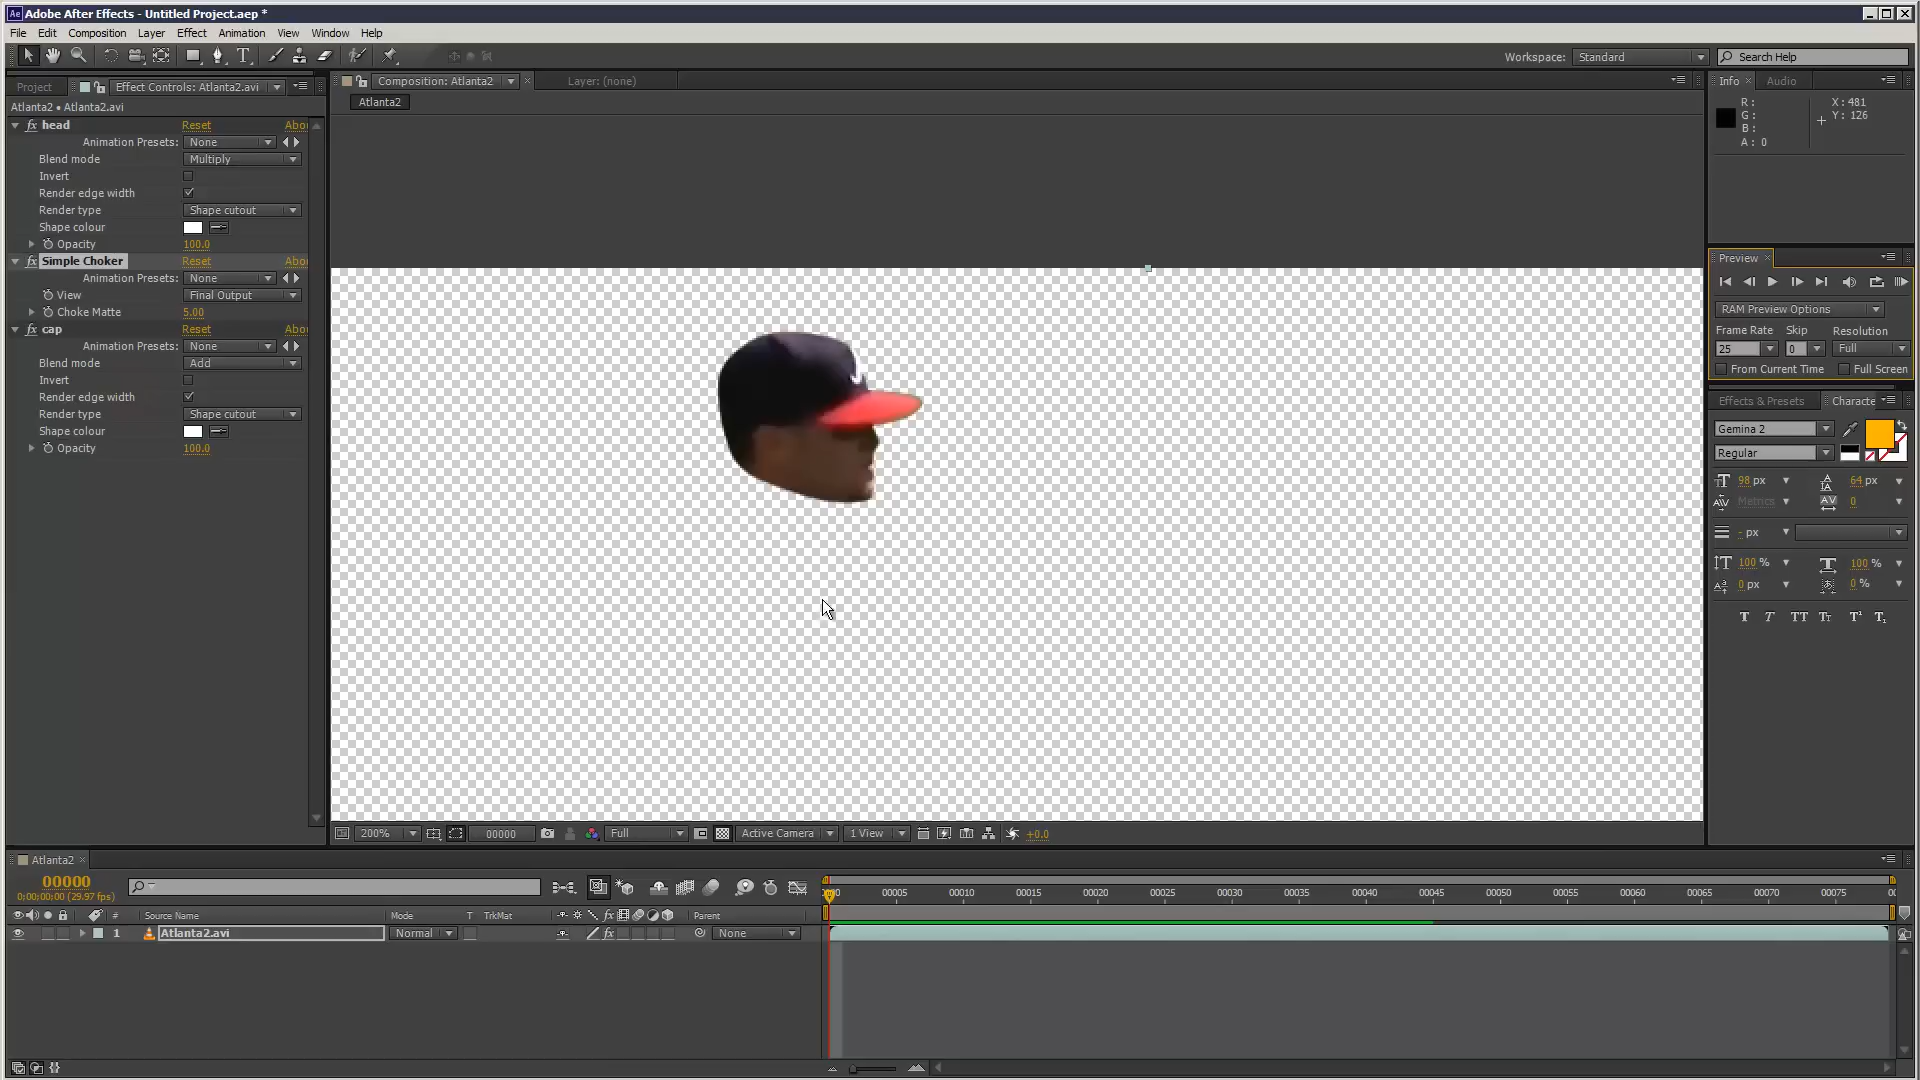 Adobe After Effects - Untitled Project.aep *
File Edit Composition Layer Effect Animation View Window Help
Workspace: Standard Search Help
Project Effect Controls: Atlanta2.avi
Atlanta2 • Atlanta2.avi
head Reset Abo
Animation Presets: None
Blend mode Multiply
Invert
Render edge width
Render type Shape cutout
Shape colour
Opacity 100.0
Simple Choker Reset Abo
Animation Presets: None
View Final Output
Choke Matte 5.00
cap Reset Abo
Animation Presets: None
Blend mode Add
Invert
Render edge width
Render type Shape cutout
Shape colour
Opacity 100.0
Composition: Atlanta2 Layer: (none)
Atlanta2
200% 00000 Full Active Camera 1 View +0.0
Info Audio
R: X: 481
G: Y: 126
B:
A: 0
Preview
RAM Preview Options
Frame Rate Skip Resolution
25 0 Full
From Current Time Full Screen
Effects & Presets Characte
Gemina 2
Regular
98 px 64 px
Metrics 0
- px
100 % 100 %
0 px 0 %
T T TT Tt T¹ T₁
Atlanta2
00000
0;00;00;00 (29.97 fps)
# Source Name Mode T TrkMat Parent
1 Atlanta2.avi Normal None
00005 00010 00015 00020 00025 00030 00035 00040 00045 00050 00055 00060 00065 00070 00075